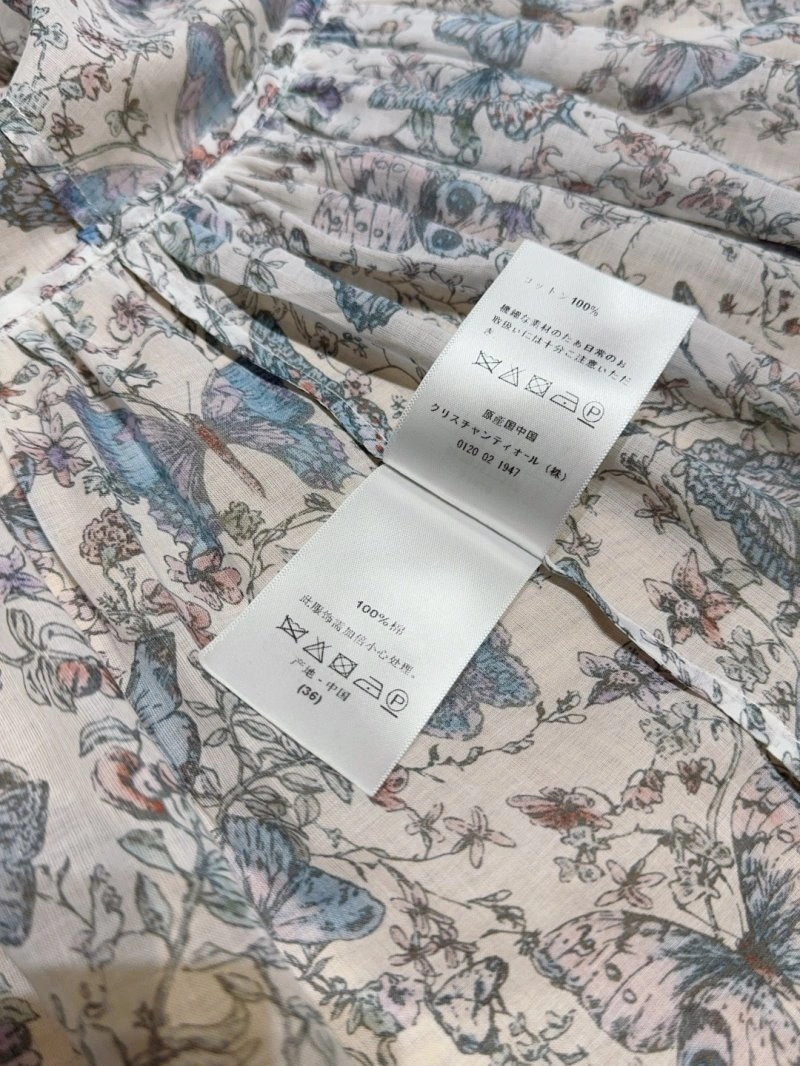 コットン100%
繊細な素材のため日常のお
取扱いには十分ご注意いただ
き
P
原産国中国
クリスチャンディオール（株）
0120 02 1947
100%棉
此服饰需加倍小心处理。
P
产地・中国
(36)